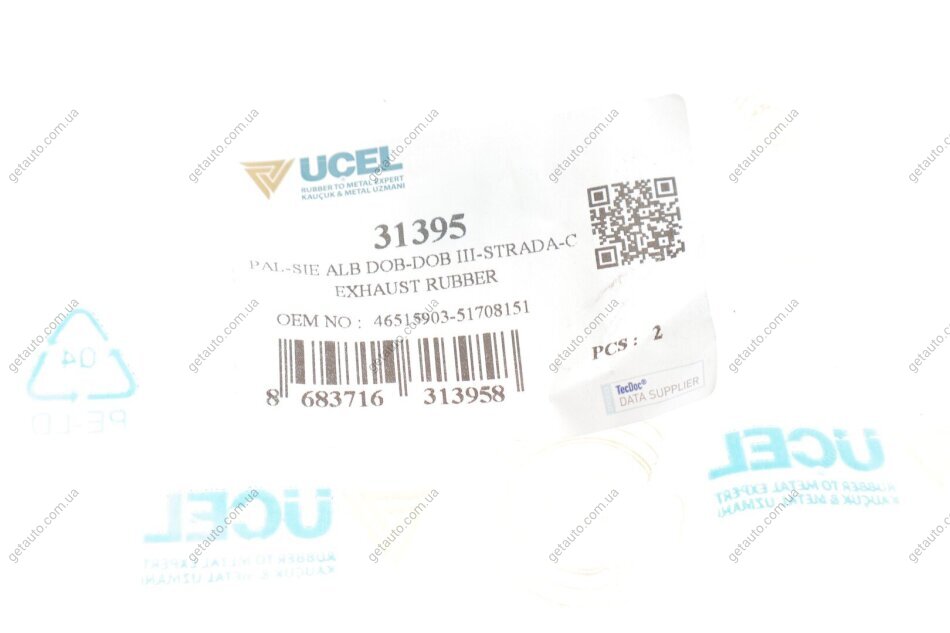 UCEL
RUBBER TO METAL EXPERT
KAUÇUK & METAL UZMANI
31395
PAL-SIE ALB DOB-DOB III-STRADA-C
EXHAUST RUBBER
OEM NO : 46515903-51708151
PCS : 2
8 683716 313958
TecDoc®
DATA SUPPLIER
04
PE-LD
UCEL
RUBBER TO METAL EXPERT
KAUÇUK & METAL UZMANI
UCEL
RUBBER TO METAL EXPERT
KAUÇUK & METAL UZMANI
getauto.com.ua